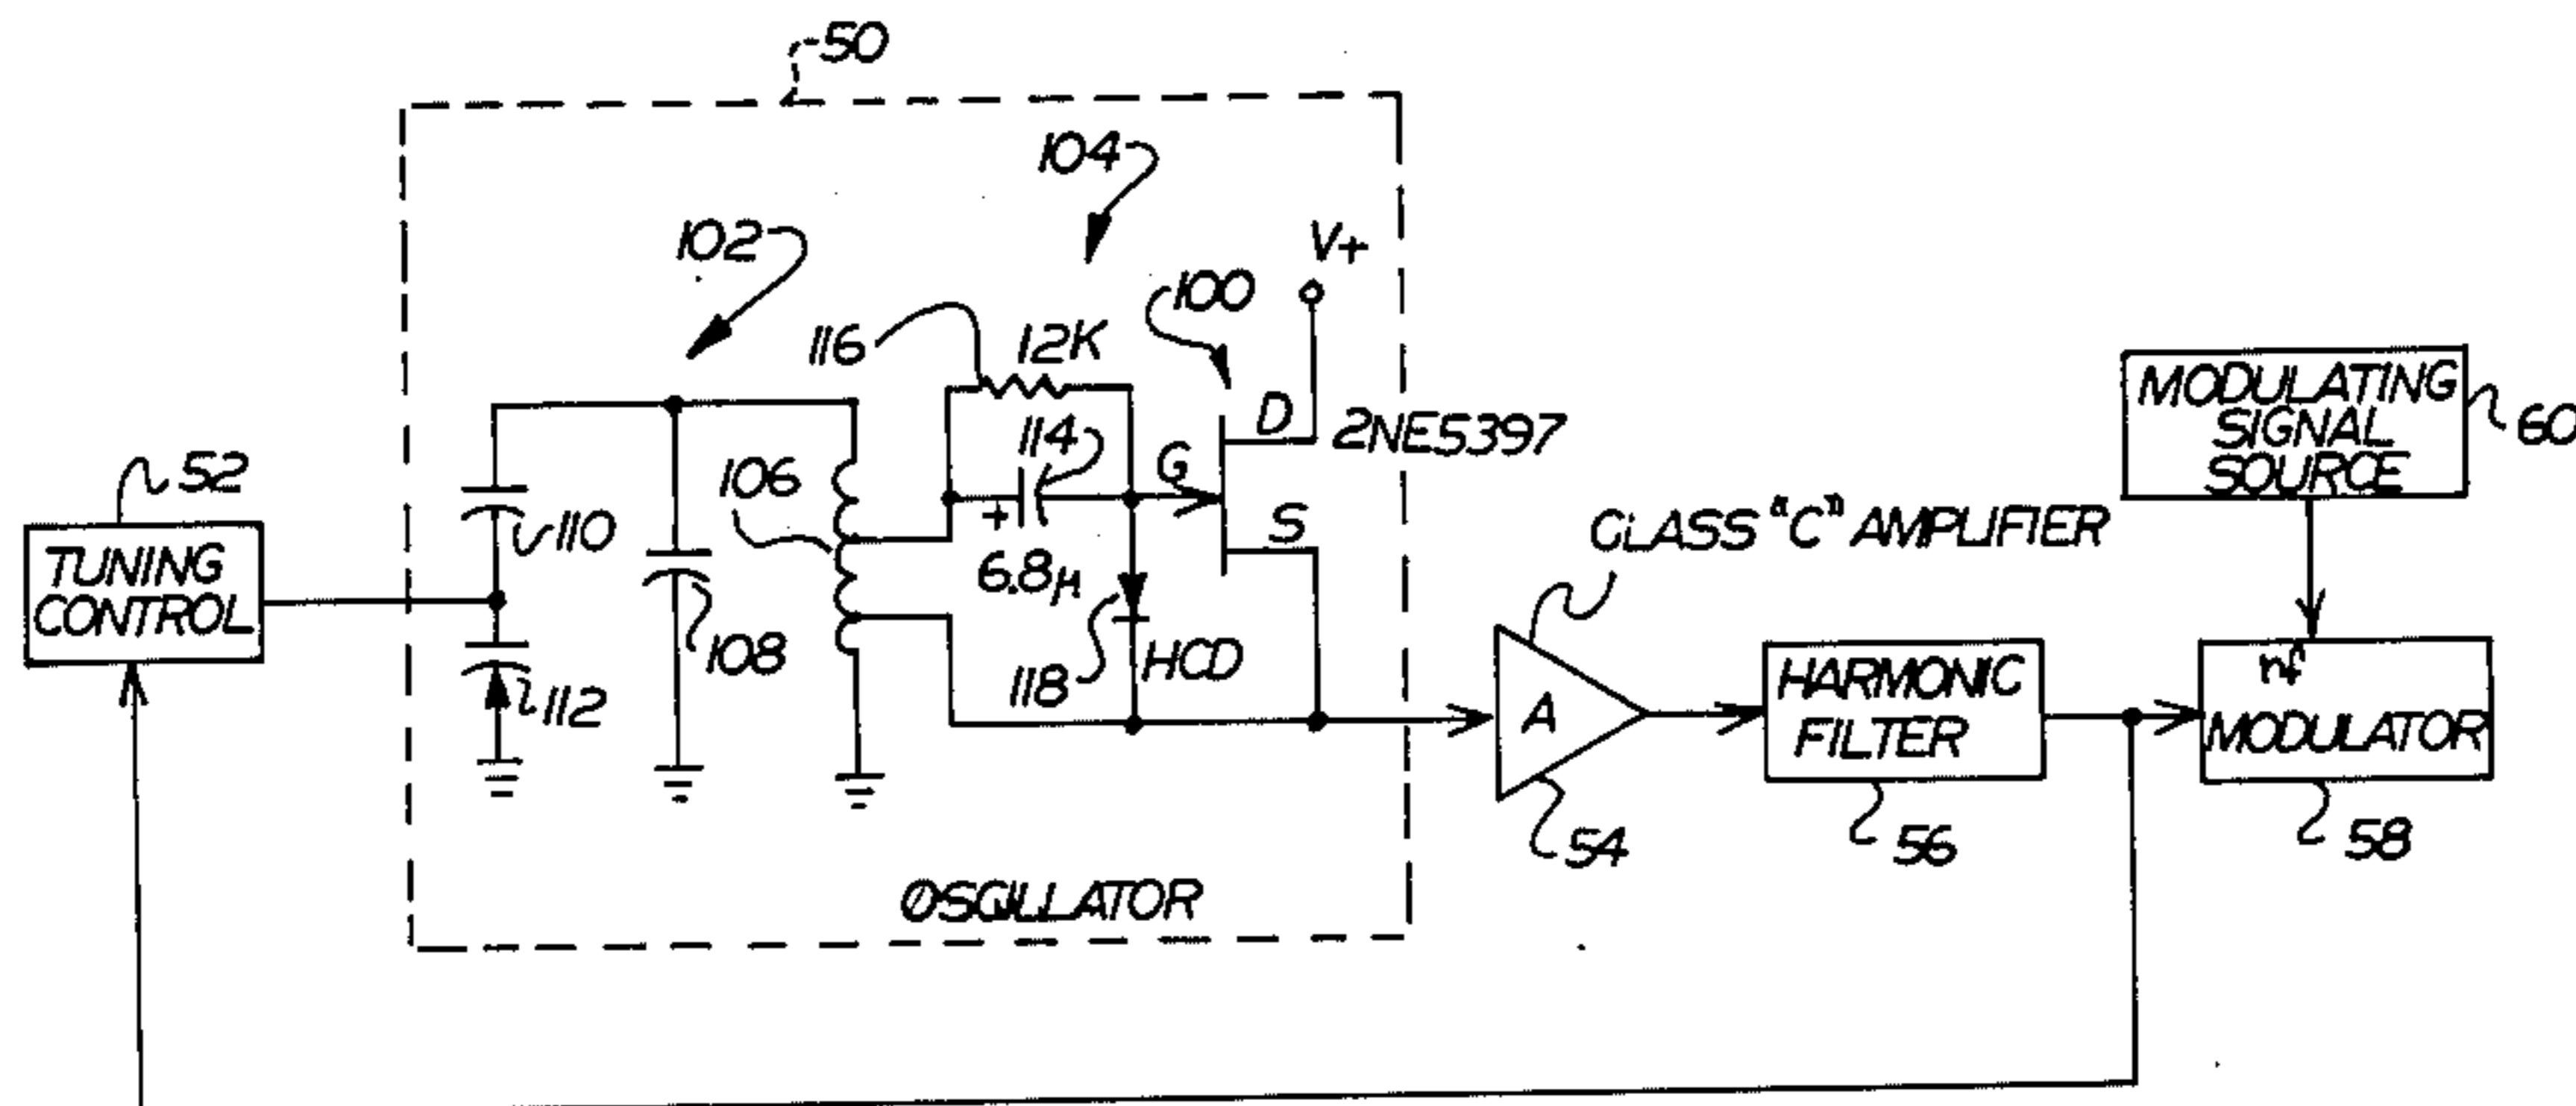 50
104
102
V+
100
116
12K
114
D
2NE5397
MODULATING
SIGNAL
SOURCE
60
52
106
G
+
6.8μ
S
CLASS "C" AMPLIFIER
110
TUNING
CONTROL
108
112
118
HCD
A
HARMONIC
FILTER
MODULATOR
54
56
58
OSCILLATOR